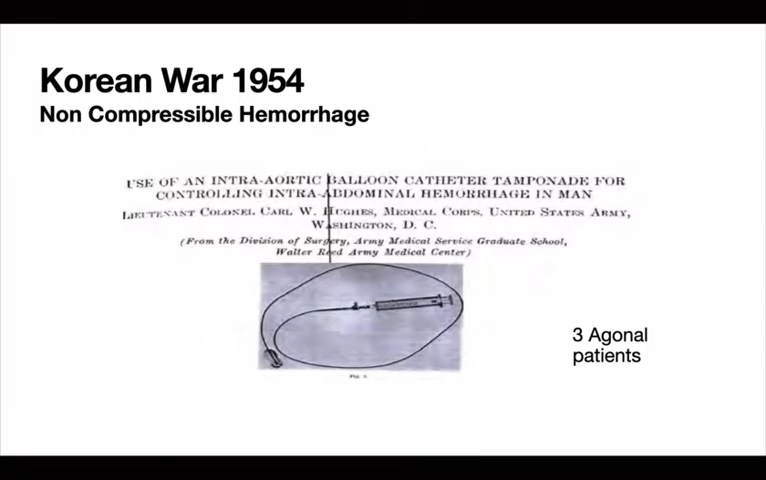 Korean War 1954
Non Compressible Hemorrhage
USE OF AN INTRA-AORTIC BALLOON CATHETER TAMPONADE FOR
CONTROLLING INTRA-ABDOMINAL HEMORRHAGE IN MAN
LIEUTENANT COLONEL CARL W. HUGHES, MEDICAL CORPS, UNITED STATES ARMY,
WASHINGTON, D. C.
(From the Division of Surgery, Army Medical Service Graduate School,
Walter Reed Army Medical Center)
3 Agonal
patients